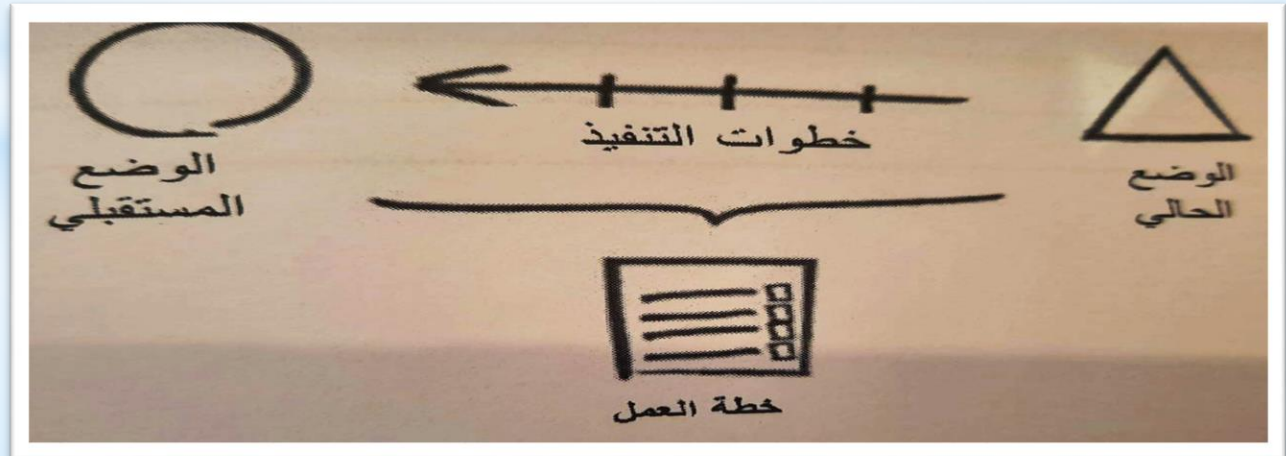 الوضع
الحالي
خطوات التنفيذ
الوضع
المستقبلي
خطة العمل